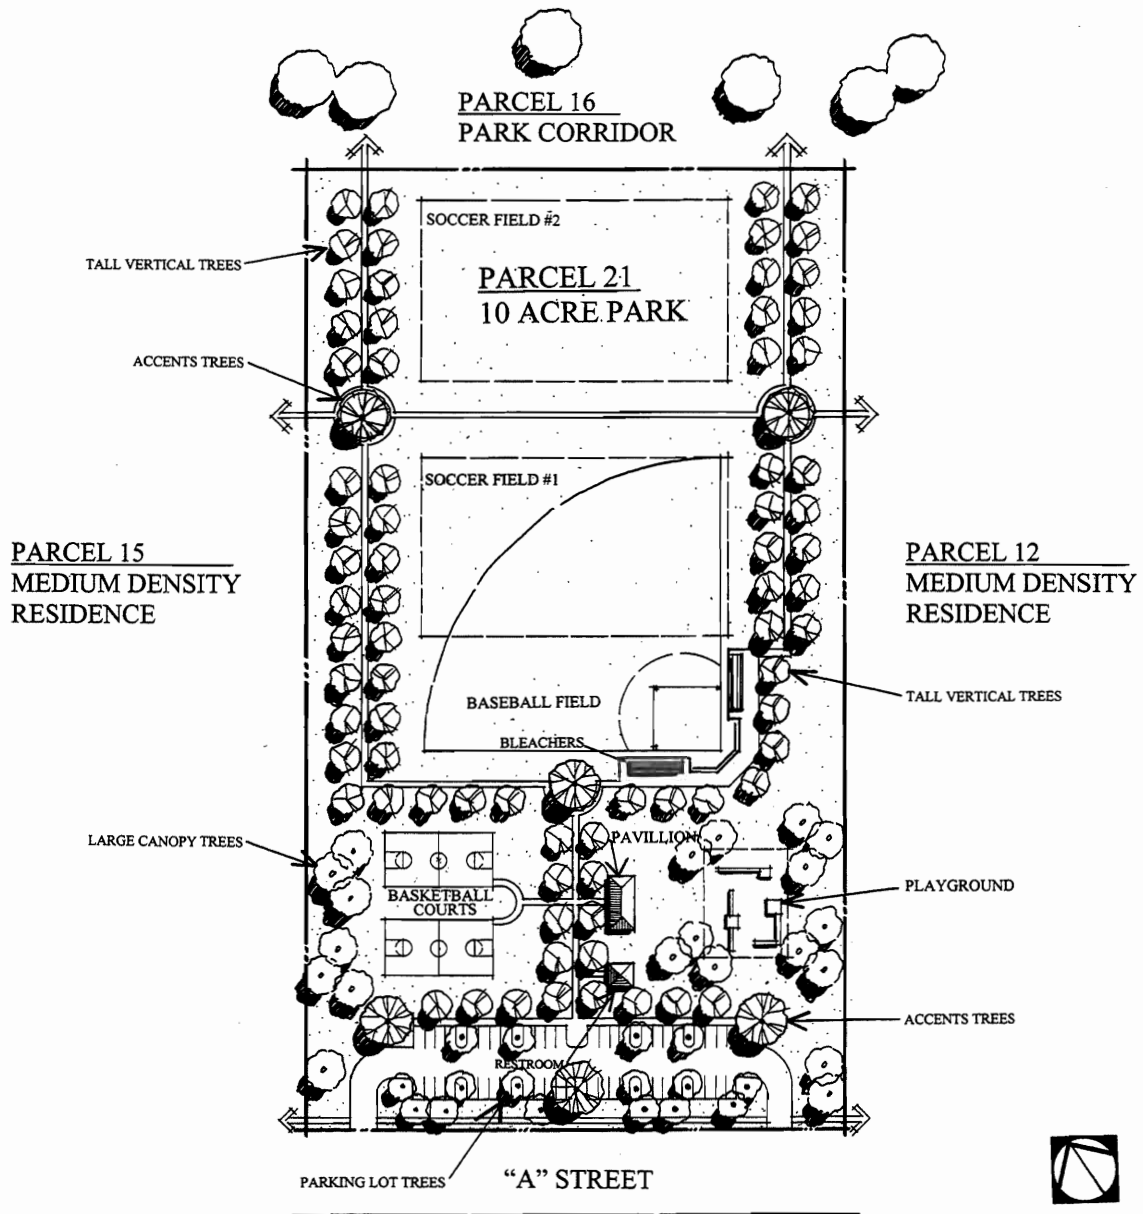 PARCEL 16
PARK CORRIDOR
SOCCER FIELD #2
TALL VERTICAL TREES
PARCEL 21
10 ACRE PARK
ACCENTS TREES
SOCCER FIELD #1
PARCEL 15
MEDIUM DENSITY
RESIDENCE
PARCEL 12
MEDIUM DENSITY
RESIDENCE
BASEBALL FIELD
TALL VERTICAL TREES
BLEACHERS
LARGE CANOPY TREES
PAVILLION
BASKETBALL
COURTS
PLAYGROUND
ACCENTS TREES
RESTROOM
PARKING LOT TREES
"A" STREET